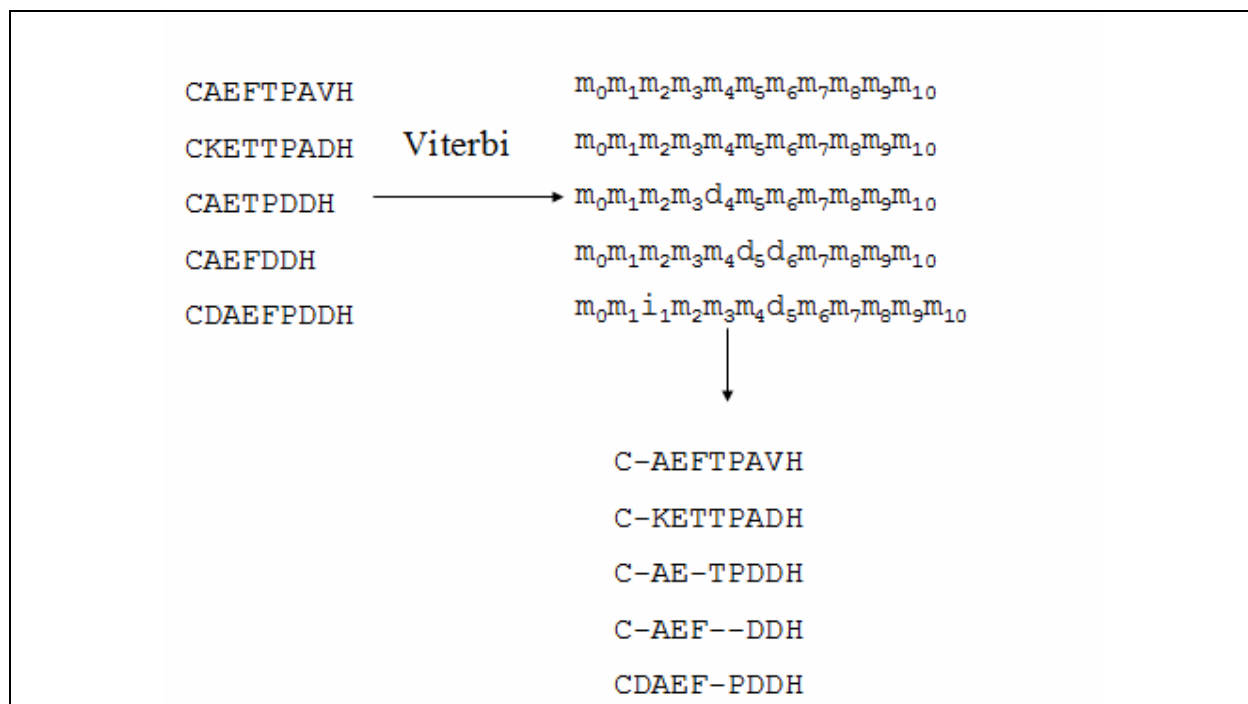 CAEFTPAVH m₀m₁m₂m₃m₄m₅m₆m₇m₈m₉m₁₀
CKETTPADH Viterbi m₀m₁m₂m₃m₄m₅m₆m₇m₈m₉m₁₀
CAETPDDH m₀m₁m₂m₃d₄m₅m₆m₇m₈m₉m₁₀
CAEFDDH m₀m₁m₂m₃m₄d₅d₆m₇m₈m₉m₁₀
CDAEFPDDH m₀m₁i₁m₂m₃m₄d₅m₆m₇m₈m₉m₁₀
C-AEFTPAVH
C-KETTPADH
C-AE-TPDDH
C-AEF--DDH
CDAEF-PDDH